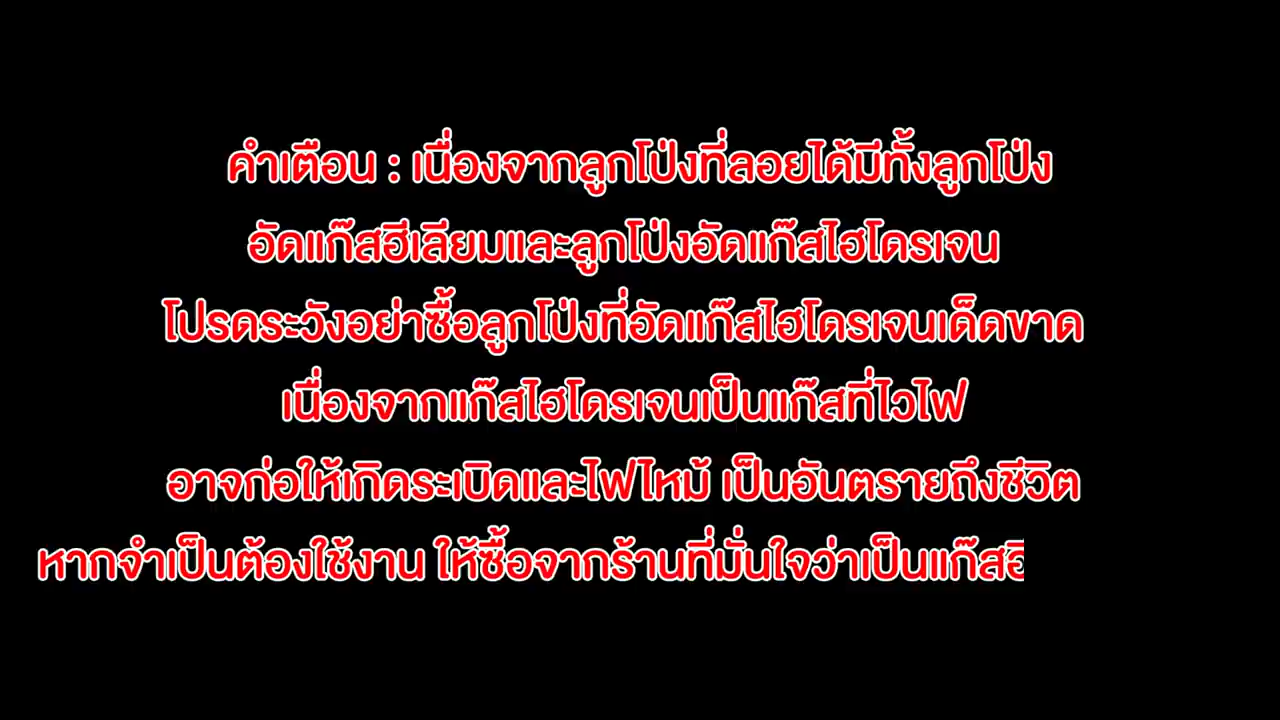 คำเตือน : เนื่องจากลูกโป่งที่ลอยได้มีทั้งลูกโป่ง
อัดแก๊สฮีเลียมและลูกโป่งอัดแก๊สไฮโดรเจน
โปรดระวังอย่าซื้อลูกโป่งที่อัดแก๊สไฮโดรเจนเด็ดขาด
เนื่องจากแก๊สไฮโดรเจนเป็นแก๊สที่ไวไฟ
อาจก่อให้เกิดระเบิดและไฟไหม้ เป็นอันตรายถึงชีวิต
หากจำเป็นต้องใช้งาน ให้ซื้อจากร้านที่มั่นใจว่าเป็นแก๊ส